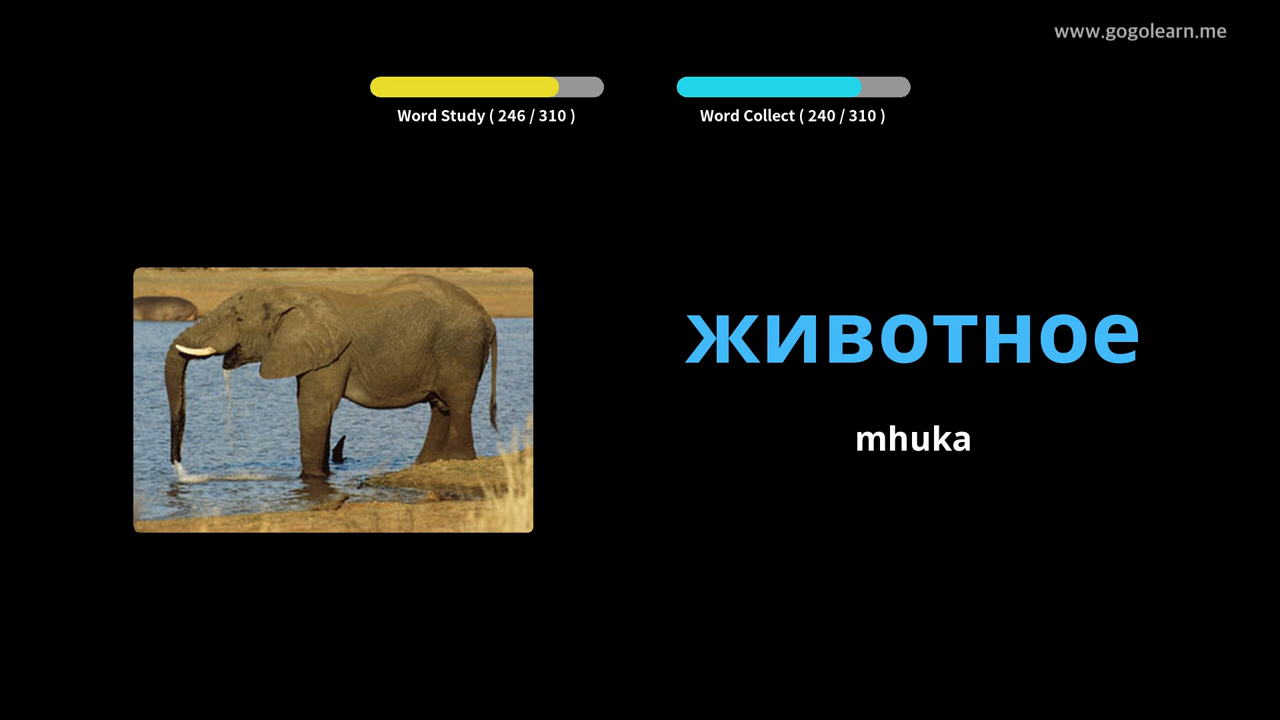 www.gogolearn.me
Word Study ( 246 / 310 )
Word Collect ( 240 / 310 )
животное
mhuka